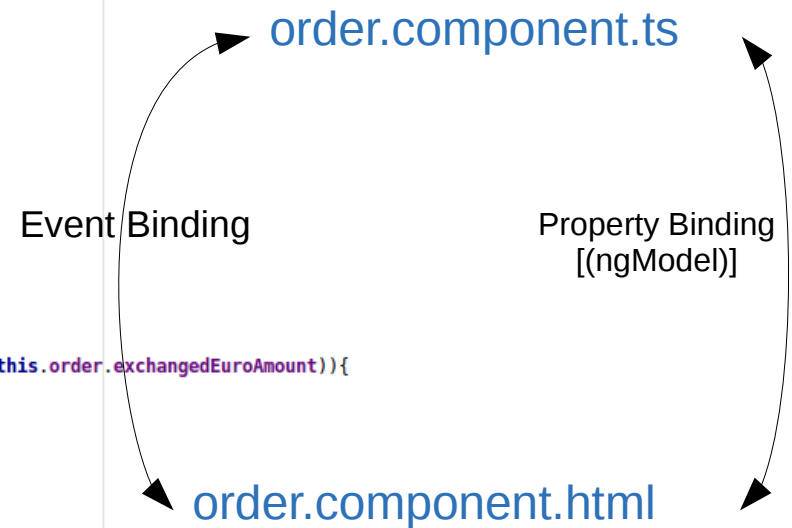 order.component.ts
Event Binding
Property Binding
[(ngModel)]
this.order.exchangedEuroAmount)){
order.component.html